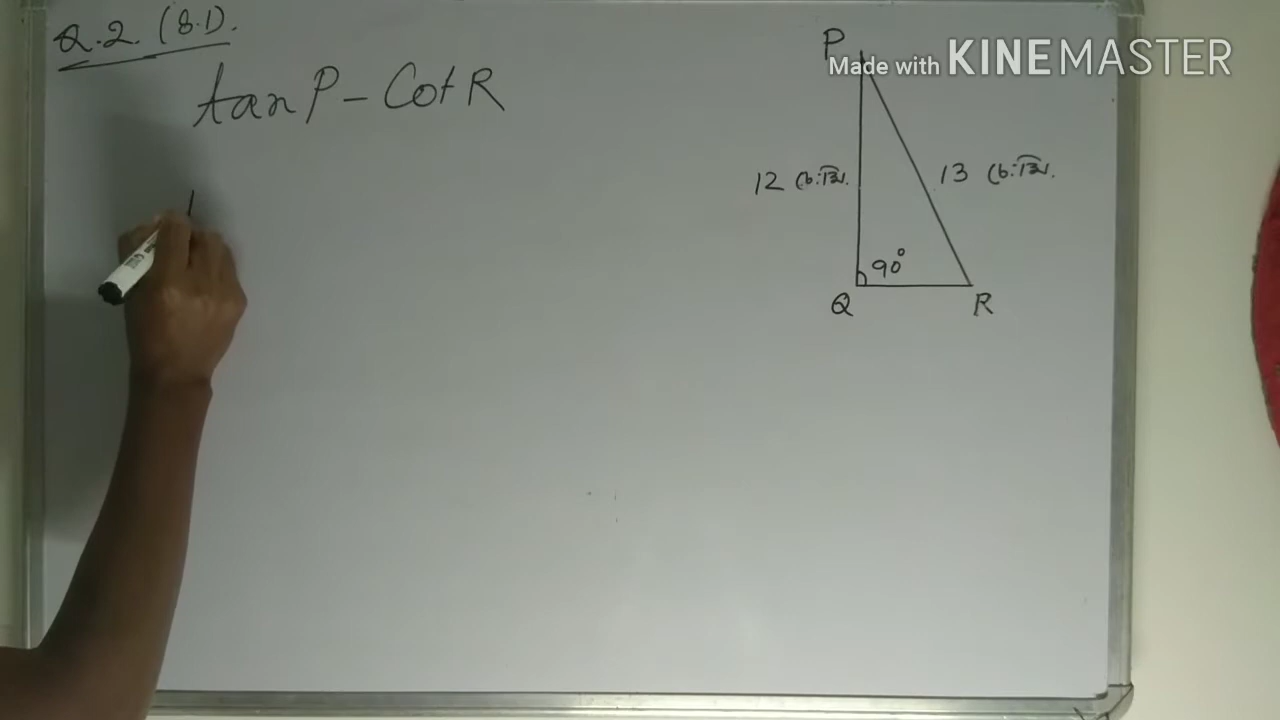 Q.2. (8.1).
tan P - Cot R
P
Made with KINEMASTER
12 
13 
90°
Q
R